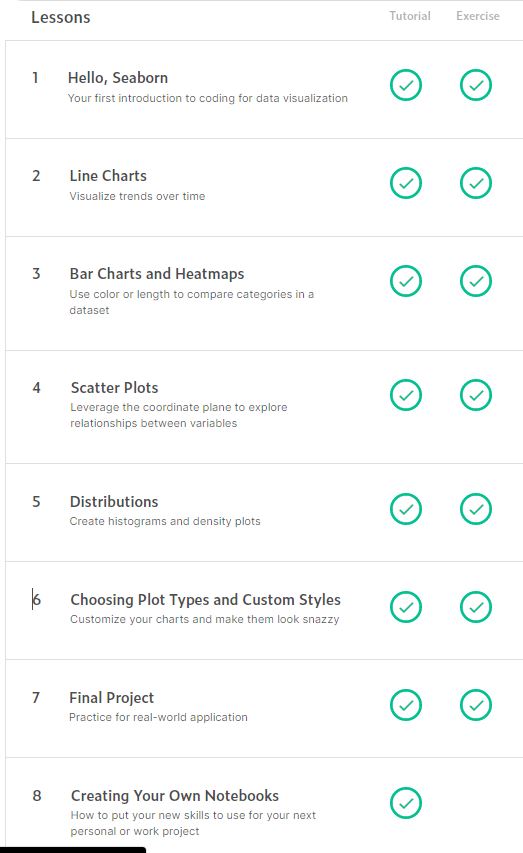 Lessons Tutorial Exercise
1 Hello, Seaborn
Your first introduction to coding for data visualization
2 Line Charts
Visualize trends over time
3 Bar Charts and Heatmaps
Use color or length to compare categories in a
dataset
4 Scatter Plots
Leverage the coordinate plane to explore
relationships between variables
5 Distributions
Create histograms and density plots
6 Choosing Plot Types and Custom Styles
Customize your charts and make them look snazzy
7 Final Project
Practice for real-world application
8 Creating Your Own Notebooks
How to put your new skills to use for your next
personal or work project